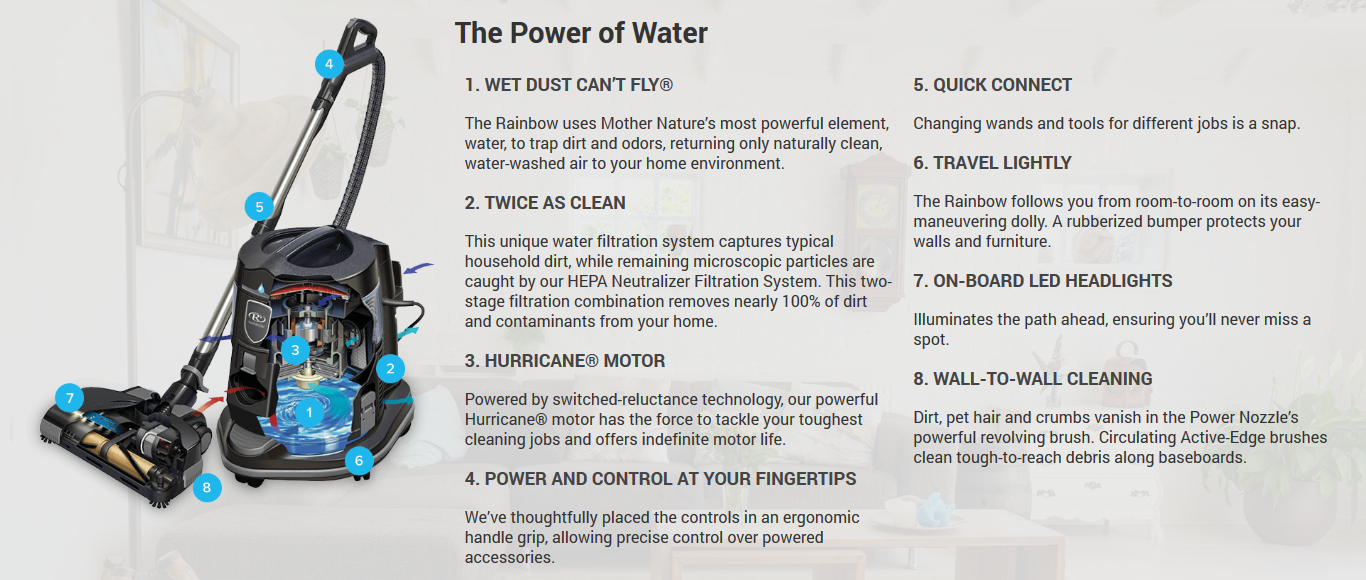 The Power of Water
1. WET DUST CAN'T FLY®
The Rainbow uses Mother Nature's most powerful element,
water, to trap dirt and odors, returning only naturally clean,
water-washed air to your home environment.
2. TWICE AS CLEAN
This unique water filtration system captures typical
household dirt, while remaining microscopic particles are
caught by our HEPA Neutralizer Filtration System. This two-
stage filtration combination removes nearly 100% of dirt
and contaminants from your home.
3. HURRICANE® MOTOR
Powered by switched-reluctance technology, our powerful
Hurricane® motor has the force to tackle your toughest
cleaning jobs and offers indefinite motor life.
4. POWER AND CONTROL AT YOUR FINGERTIPS
We've thoughtfully placed the controls in an ergonomic
handle grip, allowing precise control over powered
accessories.
5. QUICK CONNECT
Changing wands and tools for different jobs is a snap.
6. TRAVEL LIGHTLY
The Rainbow follows you from room-to-room on its easy-
maneuvering dolly. A rubberized bumper protects your
walls and furniture.
7. ON-BOARD LED HEADLIGHTS
Illuminates the path ahead, ensuring you'll never miss a
spot.
8. WALL-TO-WALL CLEANING
Dirt, pet hair and crumbs vanish in the Power Nozzle's
powerful revolving brush. Circulating Active-Edge brushes
clean tough-to-reach debris along baseboards.
4
5
R
3
2
7
1
6
8